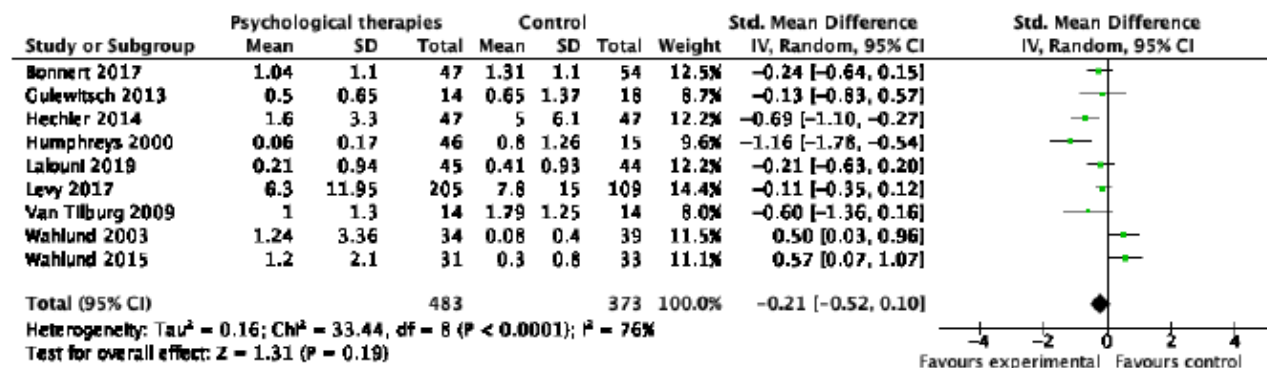 Psychological therapies Control Std. Mean Difference Std. Mean Difference
Study or Subgroup Mean SD Total Mean SD Total Weight IV, Random, 95% CI IV, Random, 95% CI
Bonnert 2017 1.04 1.1 47 1.31 1.1 54 12.5% −0.24 [−0.64, 0.15]
Gulewitsch 2013 0.5 0.65 14 0.65 1.37 18 8.7% −0.13 [−0.83, 0.57]
Hechler 2014 1.6 3.3 47 5 6.1 47 12.2% −0.69 [−1.10, −0.27]
Humphreys 2000 0.06 0.17 46 0.8 1.26 15 9.6% −1.16 [−1.78, −0.54]
Lalouni 2019 0.21 0.94 45 0.41 0.93 44 12.2% −0.21 [−0.63, 0.20]
Levy 2017 6.3 11.95 205 7.8 15 109 14.4% −0.11 [−0.35, 0.12]
Van Tilburg 2009 1 1.3 14 1.79 1.25 14 8.0% −0.60 [−1.36, 0.16]
Wahlund 2003 1.24 3.36 34 0.08 0.4 39 11.5% 0.50 [0.03, 0.96]
Wahlund 2015 1.2 2.1 31 0.3 0.8 33 11.1% 0.57 [0.07, 1.07]
Total (95% CI) 483 373 100.0% −0.21 [−0.52, 0.10]
Heterogeneity: Tau² = 0.16; Chi² = 33.44, df = 8 (P < 0.0001); I² = 76%
Test for overall effect: Z = 1.31 (P = 0.19)
−4 −2 0 2 4
Favours experimental Favours control